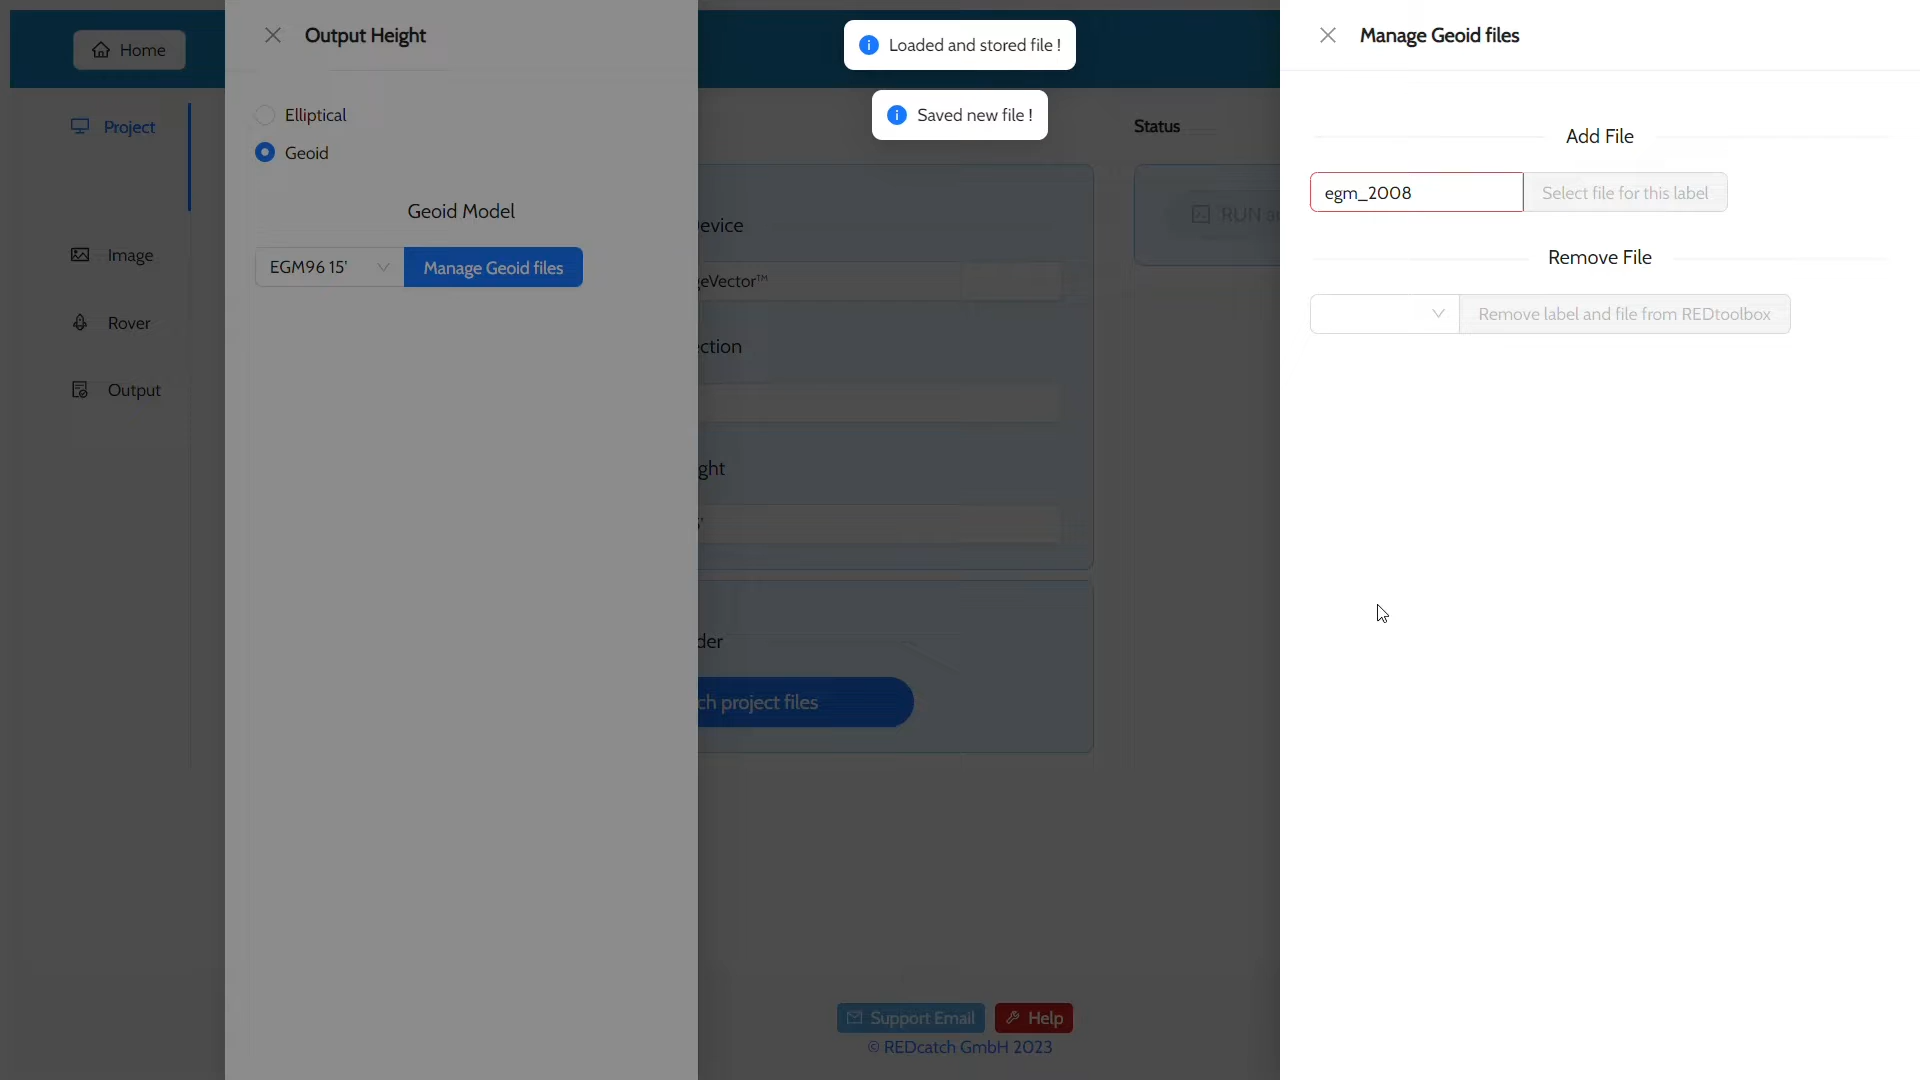 Home
Output Height
Loaded and stored file !
Manage Geoid files
Saved new file !
Project
Elliptical
Status
Add File
Geoid
egm_2008
Select file for this label
Geoid Model
RUN
evice
Image
EGM96 15'
Manage Geoid files
Remove File
eVector™
Remove label and file from REDtoolbox
Rover
ction
Output
ght
der
ch project files
Support Email
Help
© REDcatch GmbH 2023